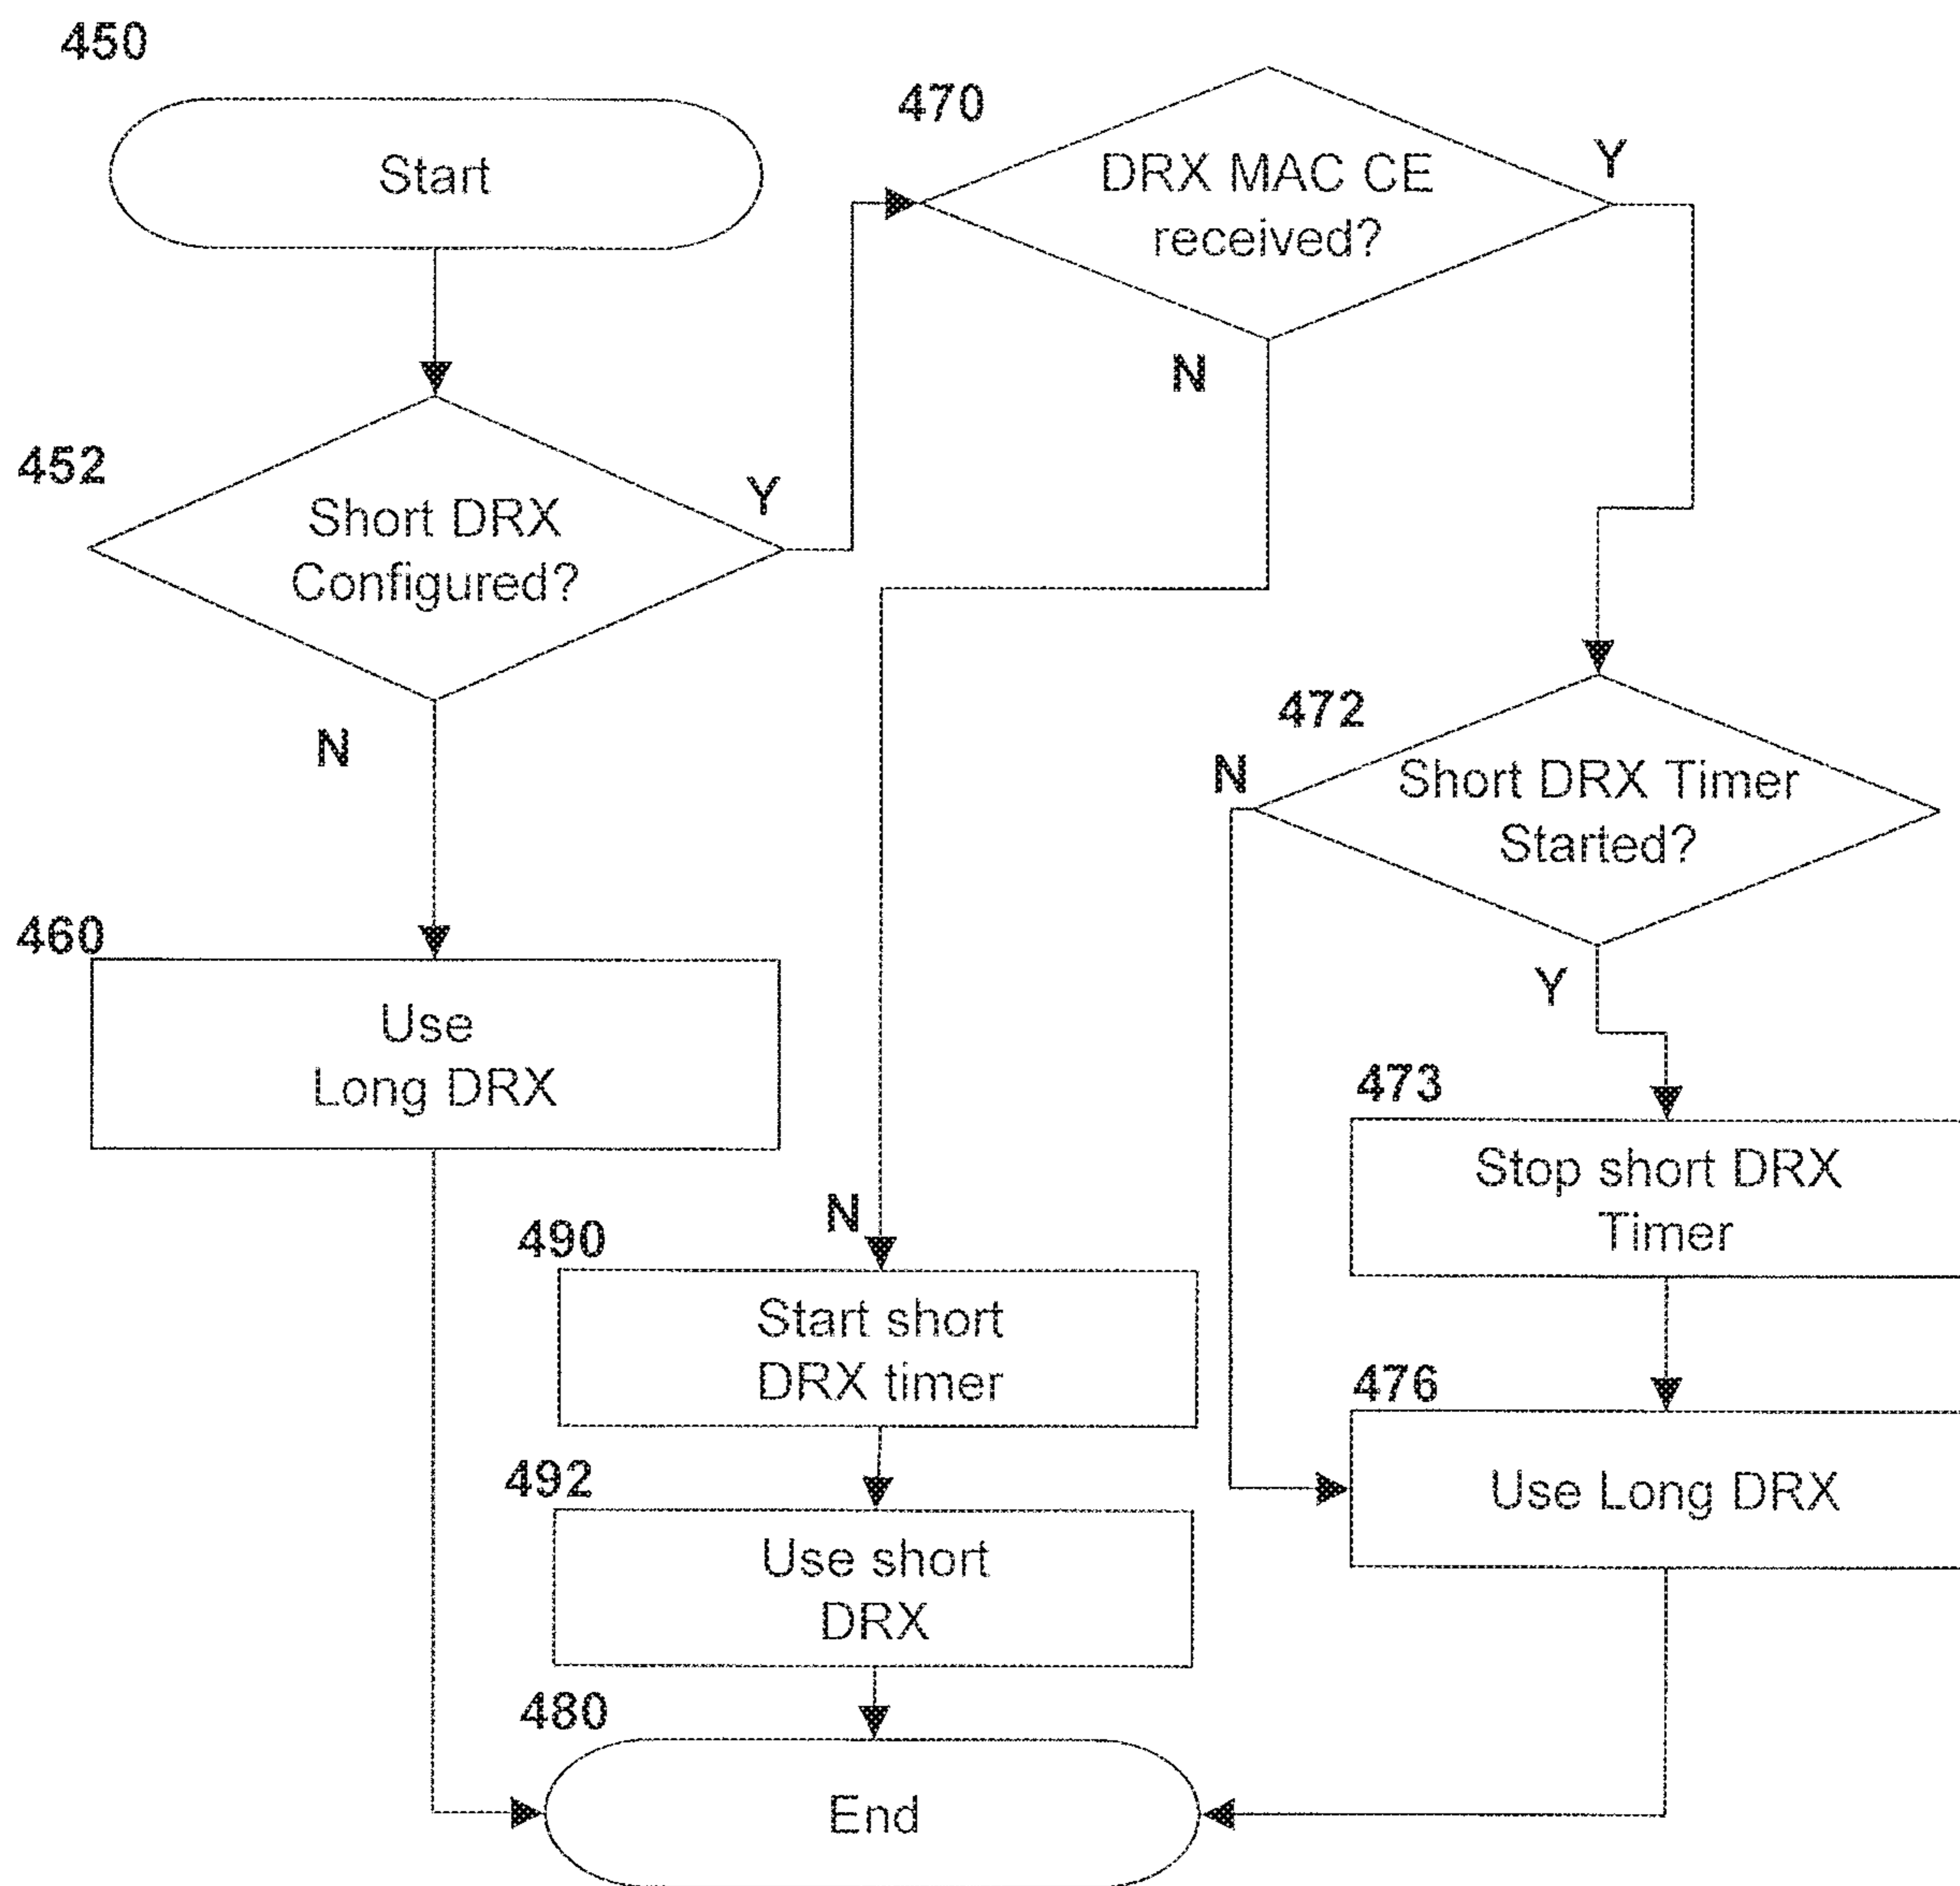 450
Start
452
Short DRX
Configured?
Y
N
460
Use
Long DRX
470
DRX MAC CE
received?
Y
N
472
Short DRX Timer
Started?
N
Y
473
Stop short DRX
Timer
476
Use Long DRX
N
490
Start short
DRX timer
492
Use short
DRX
480
End